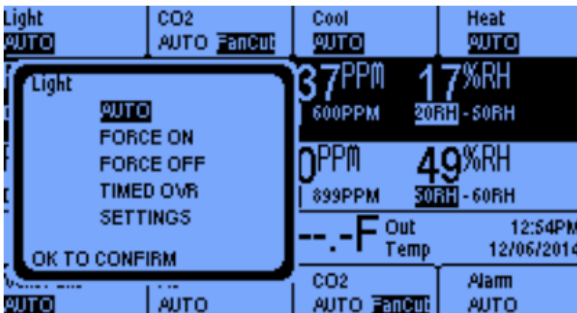 Light CO2 Cool Heat
AUTO AUTO FanCut AUTO AUTO
Light
AUTO
FORCE ON
FORCE OFF
TIMED OVR
SETTINGS
OK TO CONFIRM
37PPM 17%RH
600PPM 20RH - 50RH
0PPM 49%RH
899PPM 50RH - 60RH
--.-F Out Temp 12:54PM 12/06/2014
CO2 Alarm
AUTO AUTO AUTO FanCut AUTO